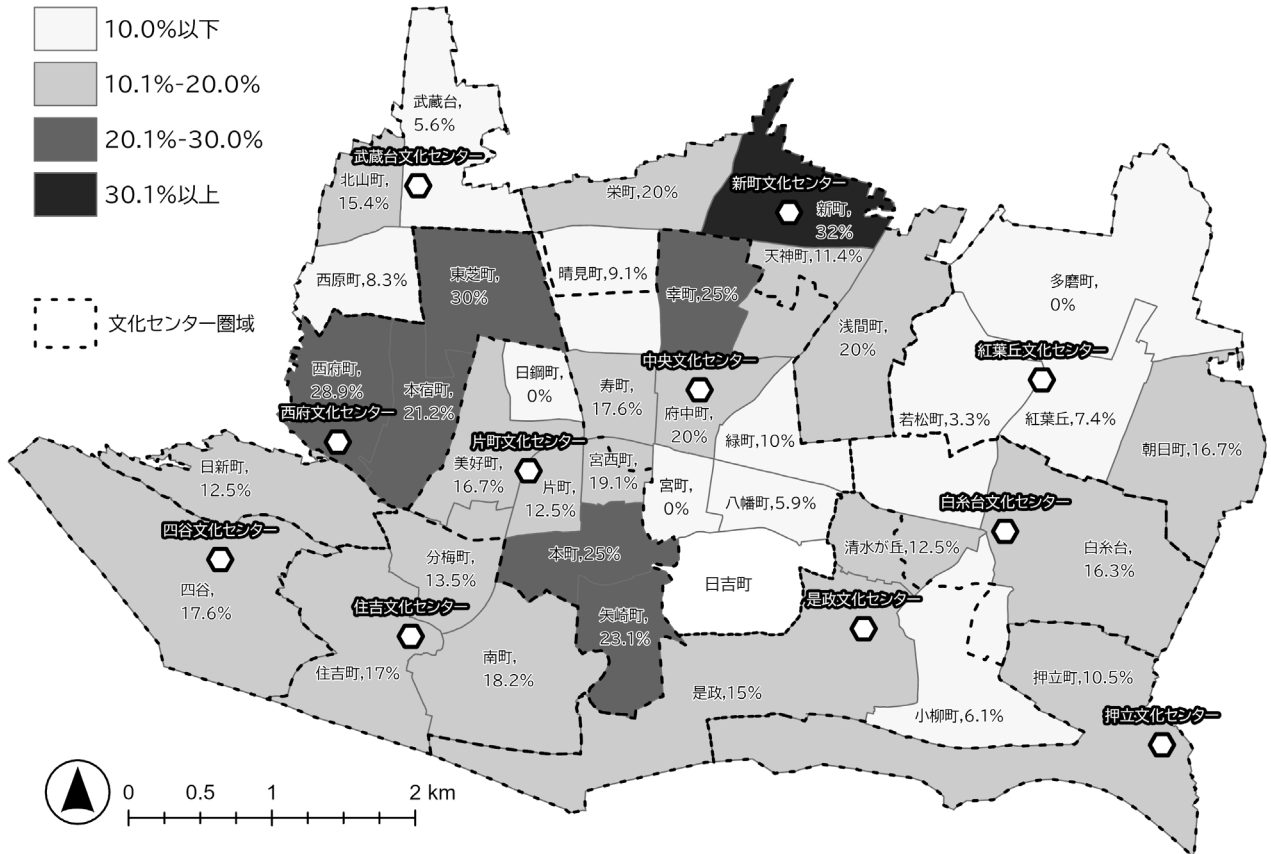 10.0%以下
10.1%-20.0%
20.1%-30.0%
30.1%以上
文化センター圏域
武蔵台,
5.6%
武蔵台文化センター
北山町,
15.4%
栄町,20%
新町文化センター
新町,
32%
天神町,11.4%
西原町,8.3%
東芝町,
30%
晴見町,9.1%
幸町,25%
浅間町,
20%
多磨町,
0%
紅葉丘文化センター
若松町,3.3%
紅葉丘,7.4%
朝日町,16.7%
西府町,
28.9%
本宿町,
21.2%
西府文化センター
日鋼町,
0%
寿町,
17.6%
中央文化センター
府中町,
20%
緑町,10%
片町文化センター
美好町,
16.7%
片町,
12.5%
宮西町,
19.1%
宮町,
0%
八幡町,5.9%
日新町,
12.5%
四谷文化センター
四谷,
17.6%
分梅町,
13.5%
本町,25%
日吉町
清水が丘,12.5%
白糸台文化センター
白糸台,
16.3%
住吉文化センター
矢崎町,
23.1%
是政文化センター
住吉町,17%
南町,
18.2%
是政,15%
小柳町,6.1%
押立町,10.5%
押立文化センター
0 0.5 1 2 km